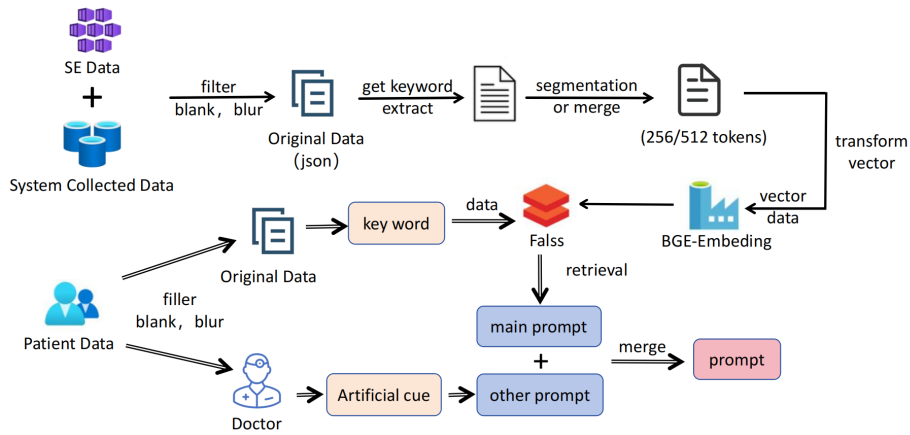 SE Data
+
System Collected Data
filter
blank, blur
Original Data
(json)
get keyword
extract
segmentation
or merge
(256/512 tokens)
transform
vector
vector
data
BGE-Embeding
Falss
data
key word
Original Data
retrieval
Patient Data
filler
blank, blur
Doctor
Artificial cue
main prompt
+
other prompt
merge
prompt